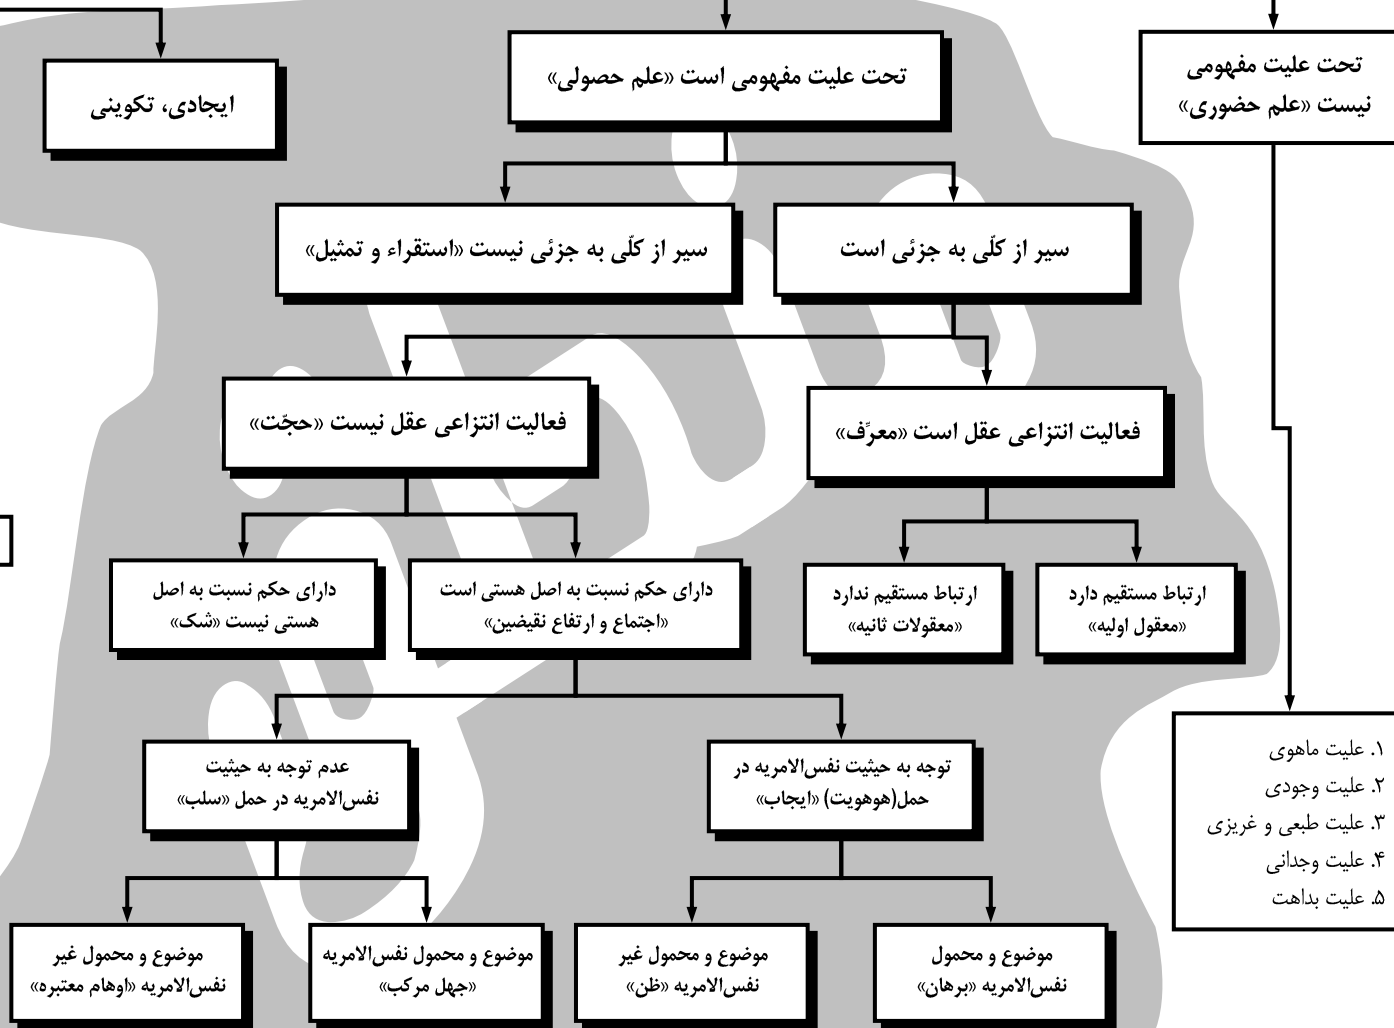 تحت علیت مفهومی
نیست «علم حضوری»
تحت علیت مفهومی است «علم حصولی»
ایجادی، تکوینی
سیر از کلّی به جزئی است
سیر از کلّی به جزئی نیست «استقراء و تمثیل»
فعالیت انتزاعی عقل است «معرِّف»
فعالیت انتزاعی عقل نیست «حجّت»
ارتباط مستقیم دارد
«معقول اولیه»
ارتباط مستقیم ندارد
«معقولات ثانیه»
دارای حکم نسبت به اصل هستی است
«اجتماع و ارتفاع نقیضین»
دارای حکم نسبت به اصل
هستی نیست «شک»
توجه به حیثیت نفس‌الامریه در
حمل(هوهویت) «ایجاب»
عدم توجه به حیثیت
نفس‌الامریه در حمل «سلب»
۱. علیت ماهوی
۲. علیت وجودی
۳. علیت طبعی و غریزی
۴. علیت وجدانی
۵. علیت بداهت
موضوع و محمول
نفس‌الامریه «برهان»
موضوع و محمول غیر
نفس‌الامریه «ظن»
موضوع و محمول نفس‌الامریه
«جهل مرکب»
موضوع و محمول غیر
نفس‌الامریه «اوهام معتبره»